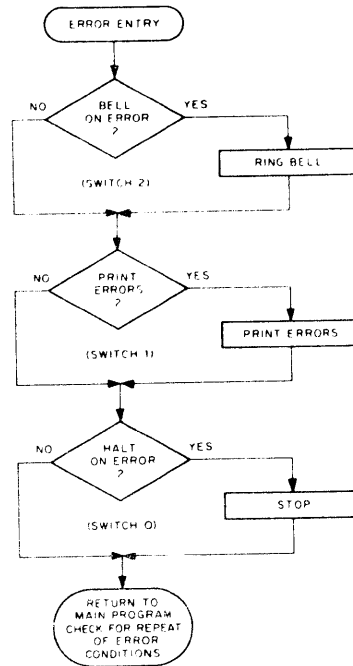 ERROR ENTRY
BELL
ON ERROR
?
NO
YES
RING BELL
(SWITCH 2)
PRINT
ERRORS
?
NO
YES
PRINT ERRORS
(SWITCH 1)
HALT
ON ERROR
?
NO
YES
STOP
(SWITCH 0)
RETURN TO
MAIN PROGRAM
CHECK FOR REPEAT
OF ERROR
CONDITIONS